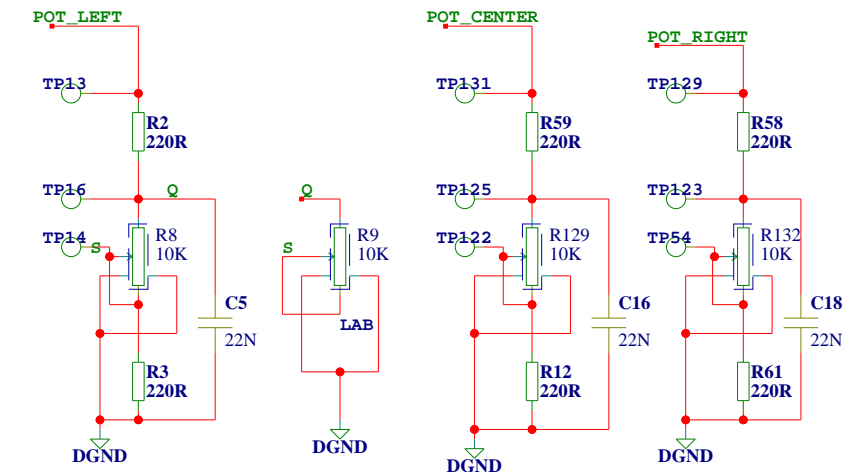 POT_LEFT
POT_CENTER
POT_RIGHT
TP13
TP131
TP129
R2
220R
R59
220R
R58
220R
TP16
Q
Q
TP125
TP123
TP14
S
R8
10K
S
R9
10K
TP122
R129
10K
TP54
R132
10K
C5
22N
LAB
C16
22N
C18
22N
R3
220R
R12
220R
R61
220R
DGND
DGND
DGND
DGND